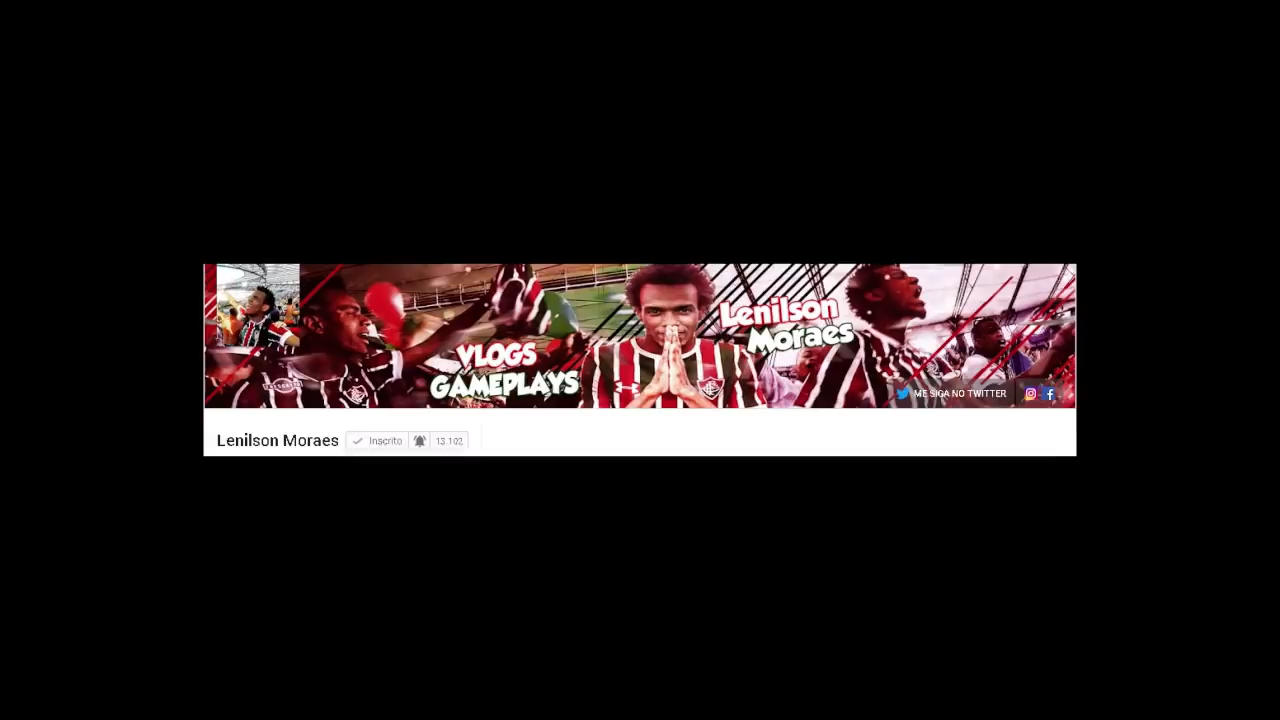 Lenilson
Moraes
VLOGS
GAMEPLAYS
ME SIGA NO TWITTER
Lenilson Moraes
Inscrito
13.102